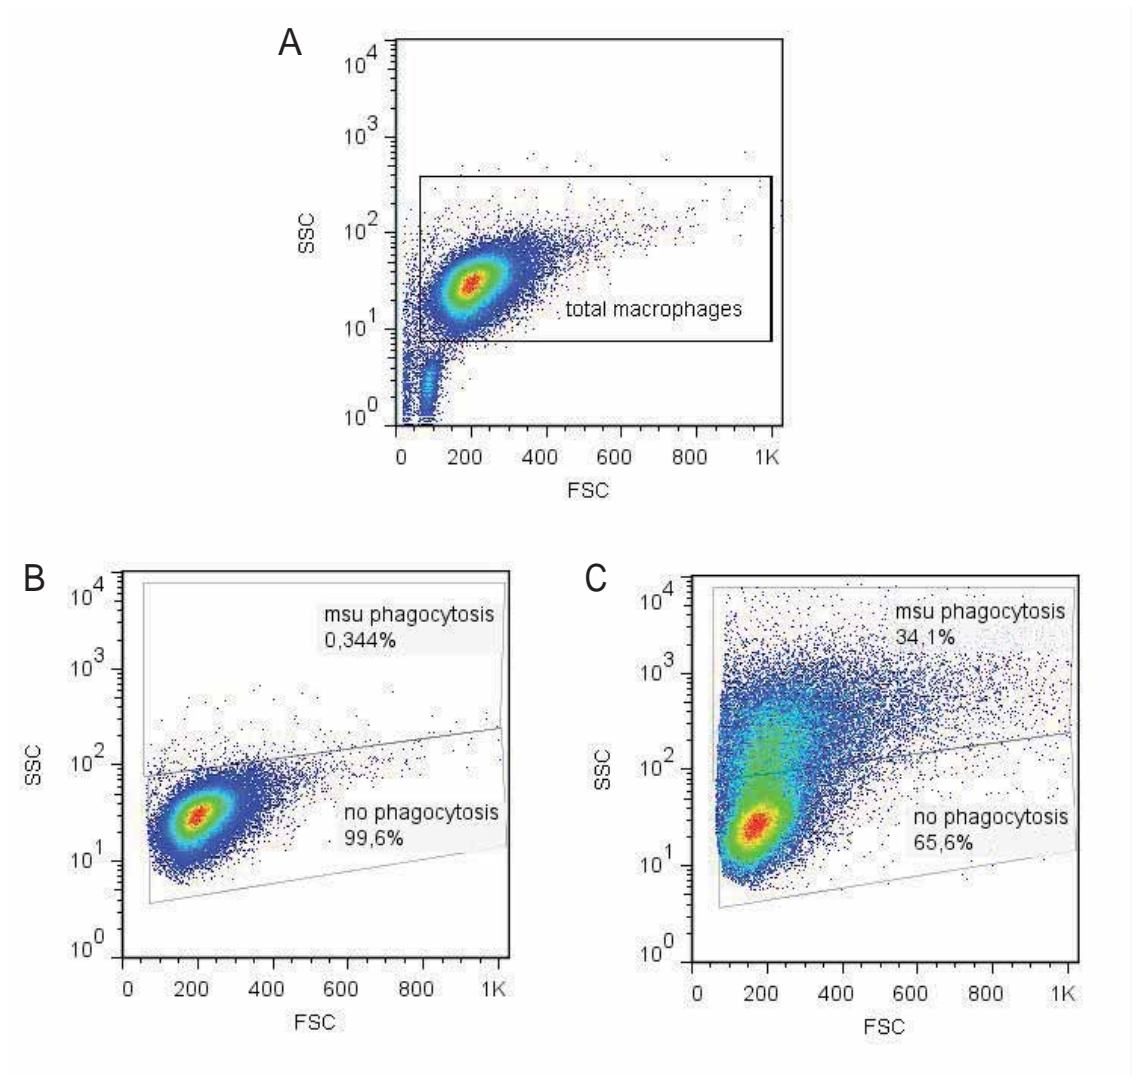 A
10^4
10^3
10^2
10^1
10^0
SSC
total macrophages
0 200 400 600 800 1K
FSC
B
10^4
10^3
10^2
10^1
10^0
SSC
msu phagocytosis
0,344%
no phagocytosis
99,6%
0 200 400 600 800 1K
FSC
C
10^4
10^3
10^2
10^1
10^0
SSC
msu phagocytosis
34,1%
no phagocytosis
65,6%
0 200 400 600 800 1K
FSC